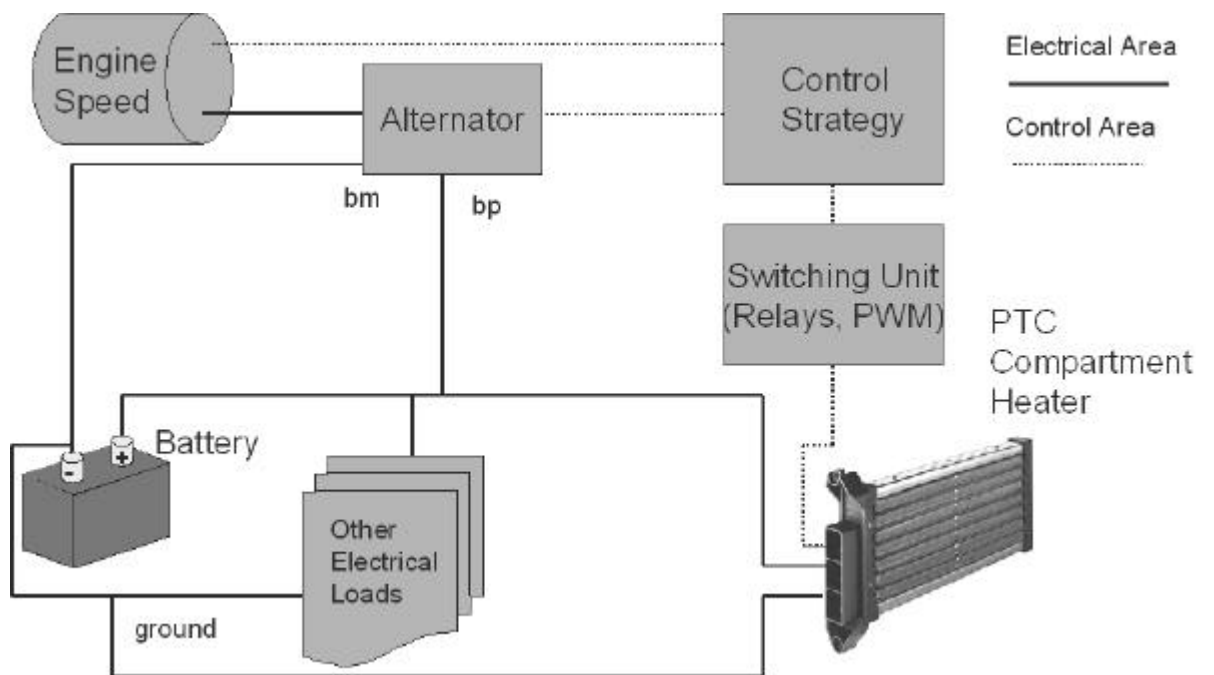 Engine
Speed
Alternator
Control
Strategy
Electrical Area
Control Area
bm
bp
Switching Unit
(Relays, PWM)
PTC
Compartment
Heater
Battery
-
+
Other
Electrical
Loads
ground